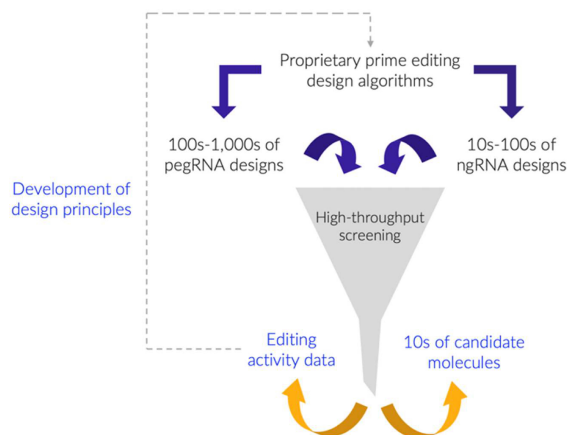 Proprietary prime editing
design algorithms
100s-1,000s of
pegRNA designs
10s-100s of
ngRNA designs
Development of
design principles
High-throughput
screening
Editing
activity data
10s of candidate
molecules